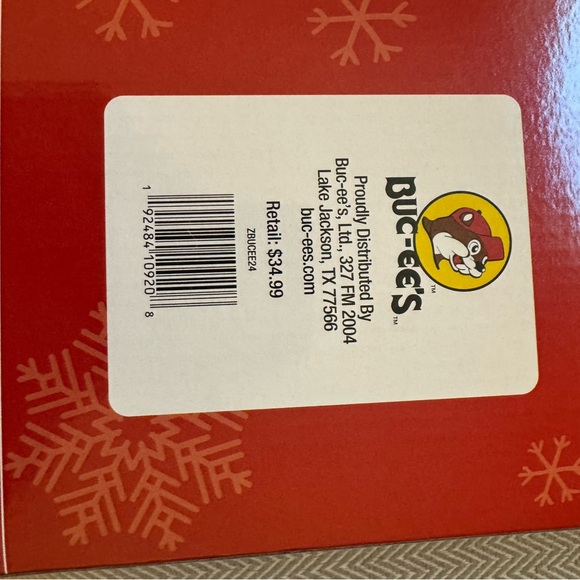 BUC-EE'S™
™
Proudly Distributed By
Buc-ee's, Ltd., 327 FM 2004
Lake Jackson, TX 77566
buc-ees.com
Retail: $34.99
ZBUCEE24
1 92484 10920 8